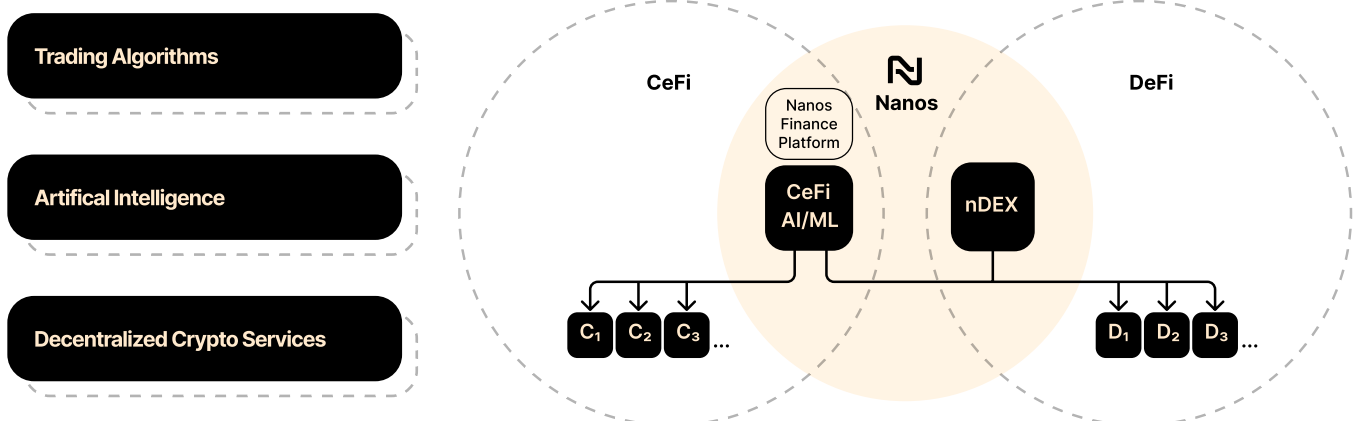 Trading Algorithms
Artifical Intelligence
Decentralized Crypto Services
CeFi
Nanos
DeFi
Nanos
Finance
Platform
CeFi
AI/ML
nDEX
C₁ C₂ C₃ ...
D₁ D₂ D₃ ...